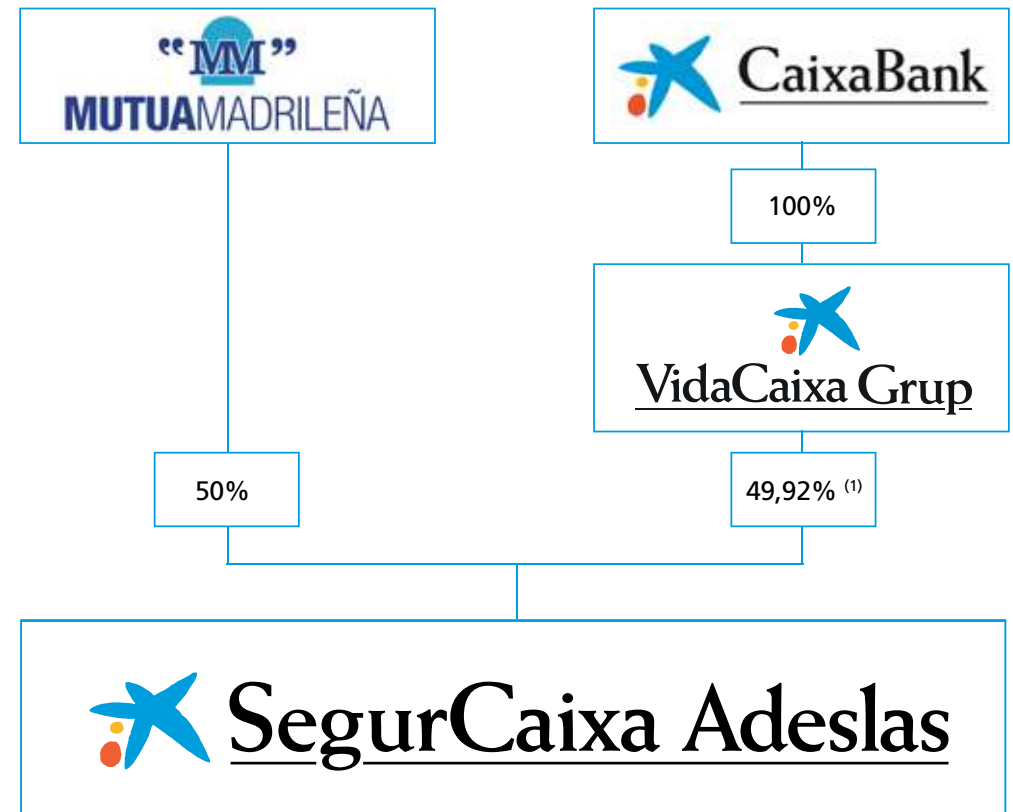 “MM”
MUTUAMADRILEÑA
CaixaBank
100%
VidaCaixa Grup
50%
49,92% (1)
SegurCaixa Adeslas